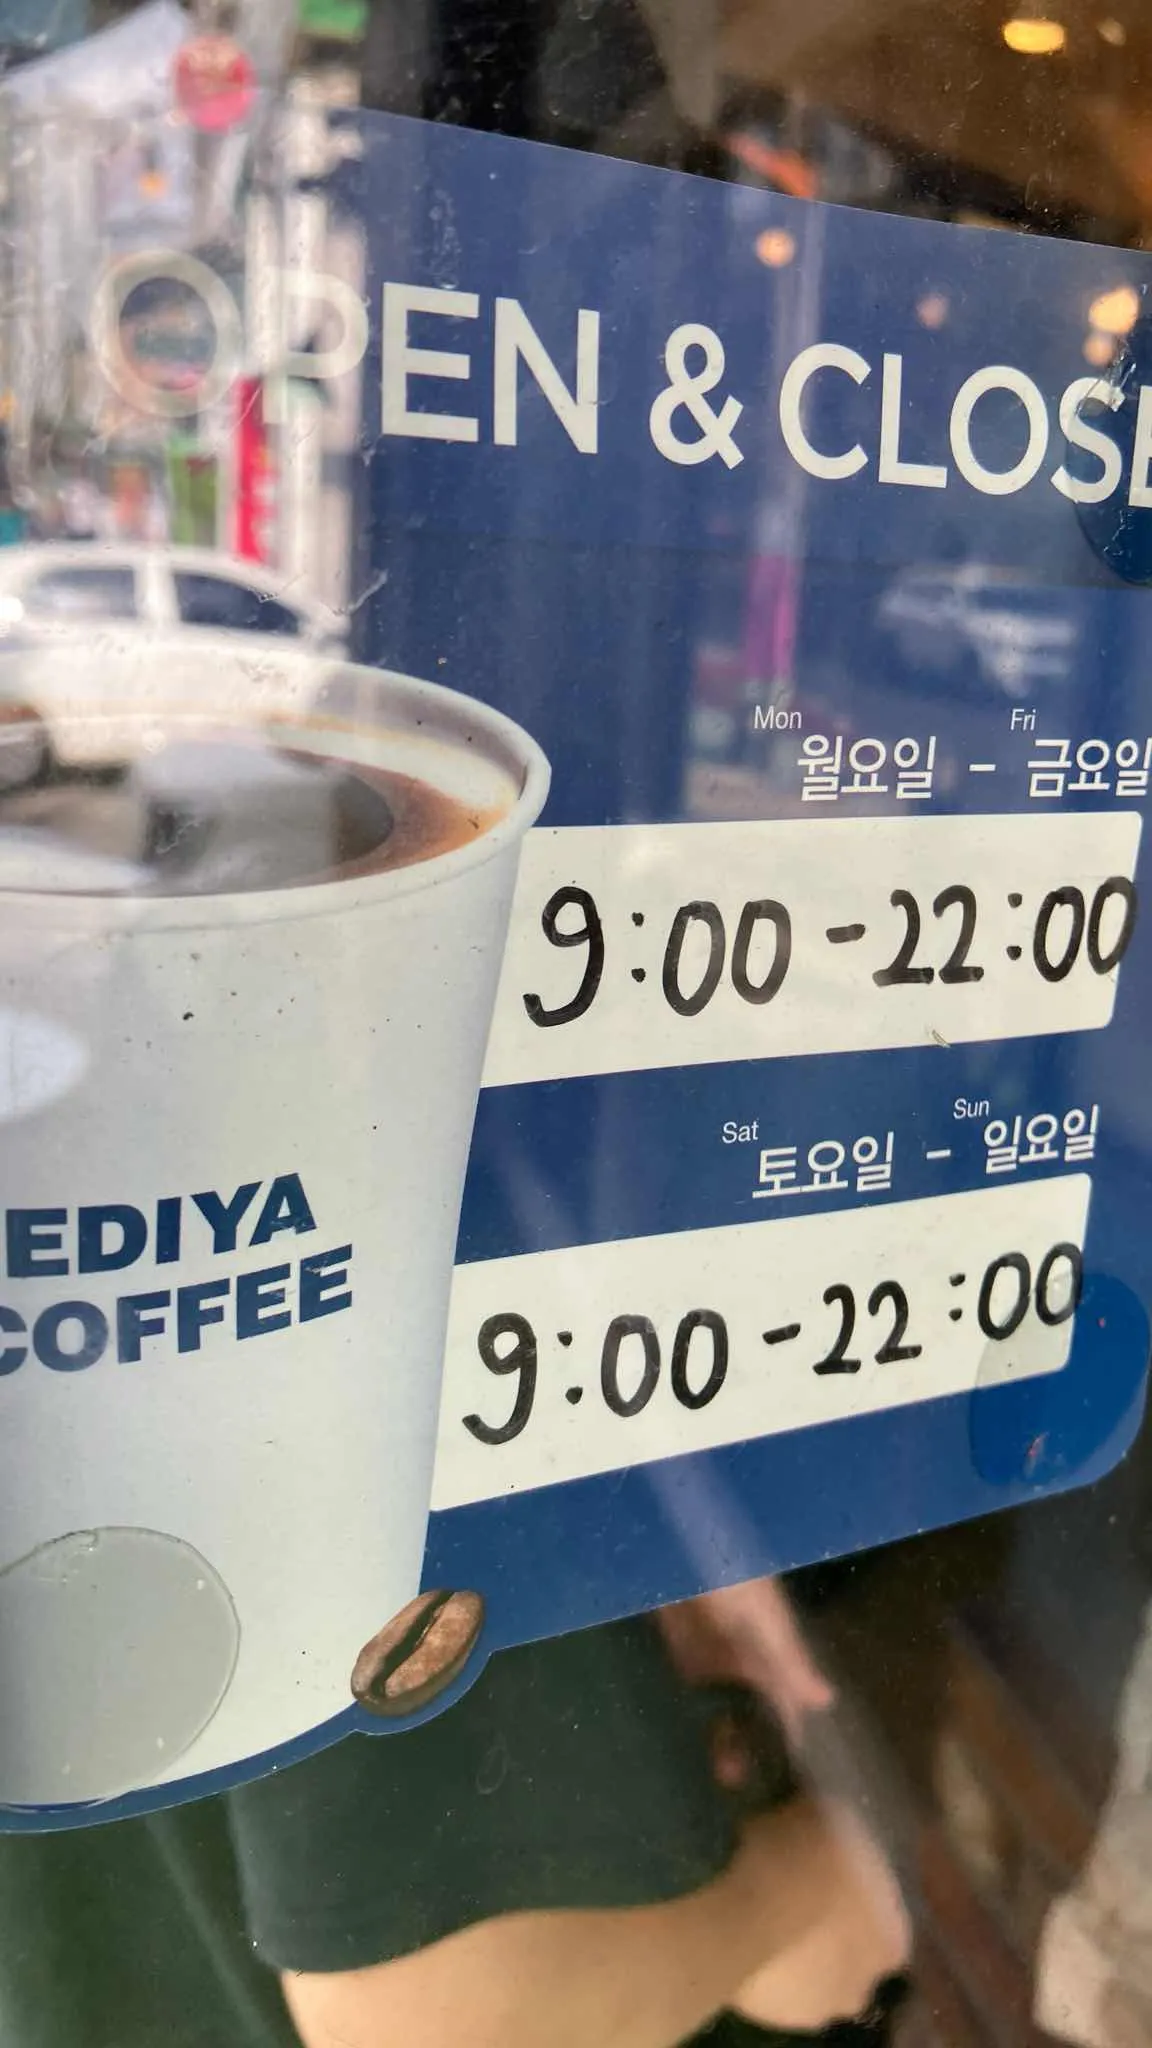 OPEN & CLOSE
Mon Fri
월요일 - 금요일
9:00 - 22:00
Sat Sun
토요일 - 일요일
9:00 - 22:00
EDIYA
COFFEE